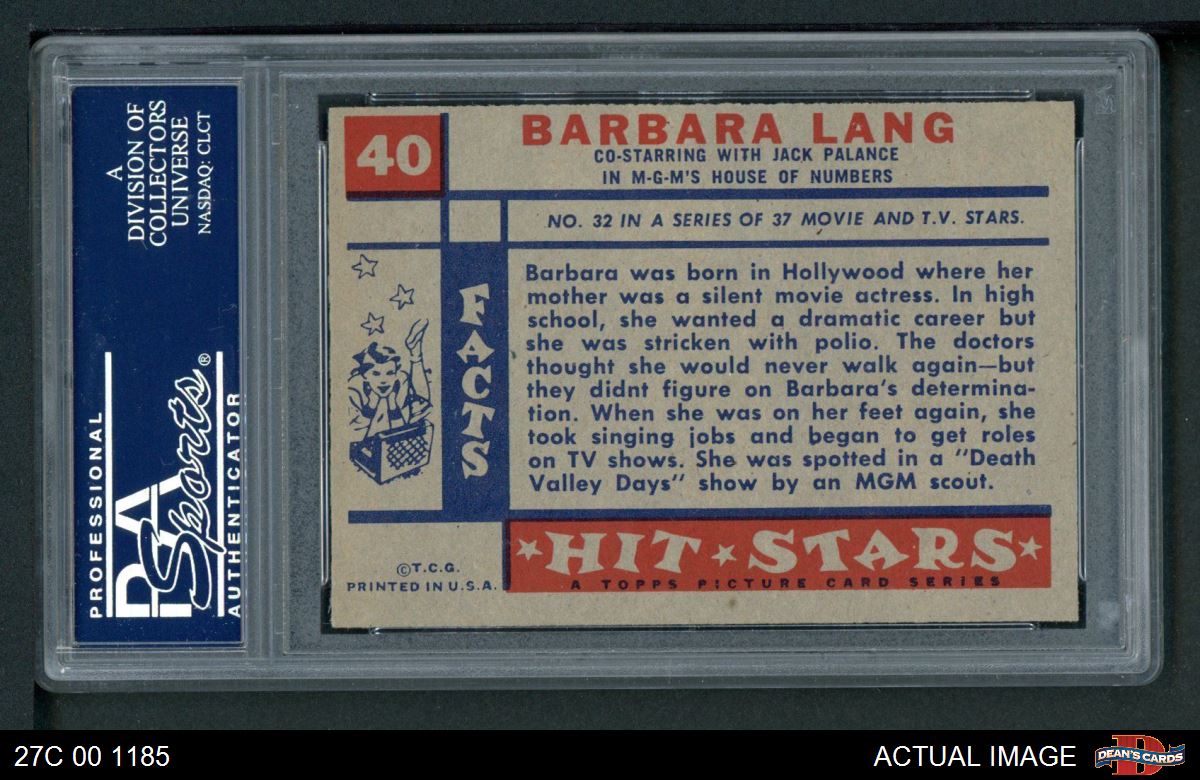 A
DIVISION OF
COLLECTORS
UNIVERSE
NASDAQ: CLCT
PROFESSIONAL
PSA
Sports®
AUTHENTICATOR
40
BARBARA LANG
CO-STARRING WITH JACK PALANCE
IN M-G-M'S HOUSE OF NUMBERS
NO. 32 IN A SERIES OF 37 MOVIE AND T.V. STARS.
FACTS
Barbara was born in Hollywood where her
mother was a silent movie actress. In high
school, she wanted a dramatic career but
she was stricken with polio. The doctors
thought she would never walk again—but
they didnt figure on Barbara's determina-
tion. When she was on her feet again, she
took singing jobs and began to get roles
on TV shows. She was spotted in a "Death
Valley Days" show by an MGM scout.
©T.C.G.
PRINTED IN U.S.A.
HIT STARS
A TOPPS PICTURE CARD SERIES
27C 00 1185
ACTUAL IMAGE
D
DEAN'S CARDS